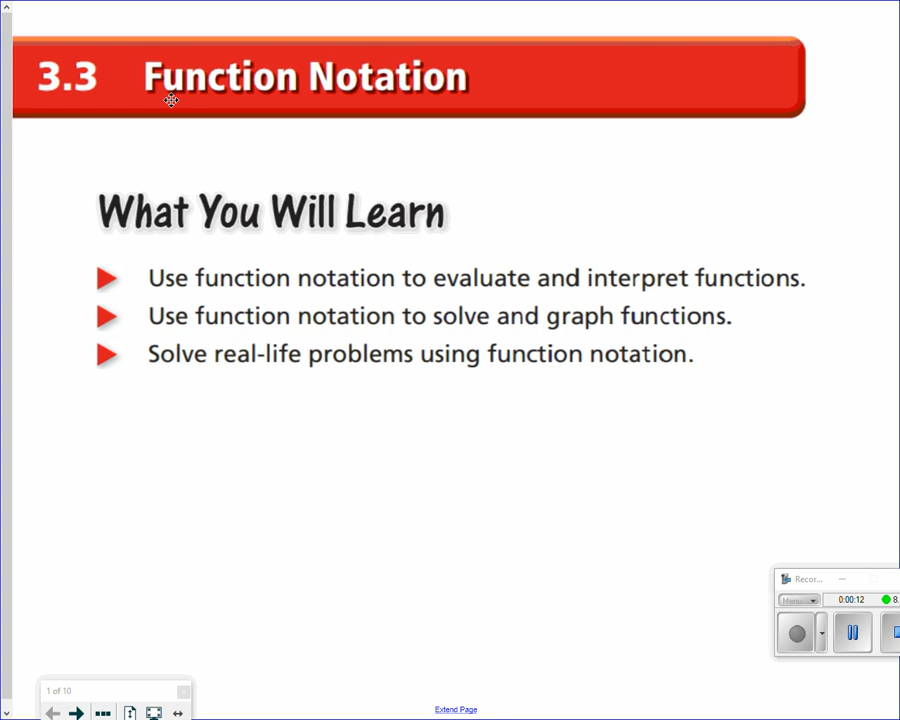 3.3 Function Notation
What You Will Learn
Use function notation to evaluate and interpret functions.
Use function notation to solve and graph functions.
Solve real-life problems using function notation.
Recor...
Menu
0:00:12 8.
1 of 10
Extend Page